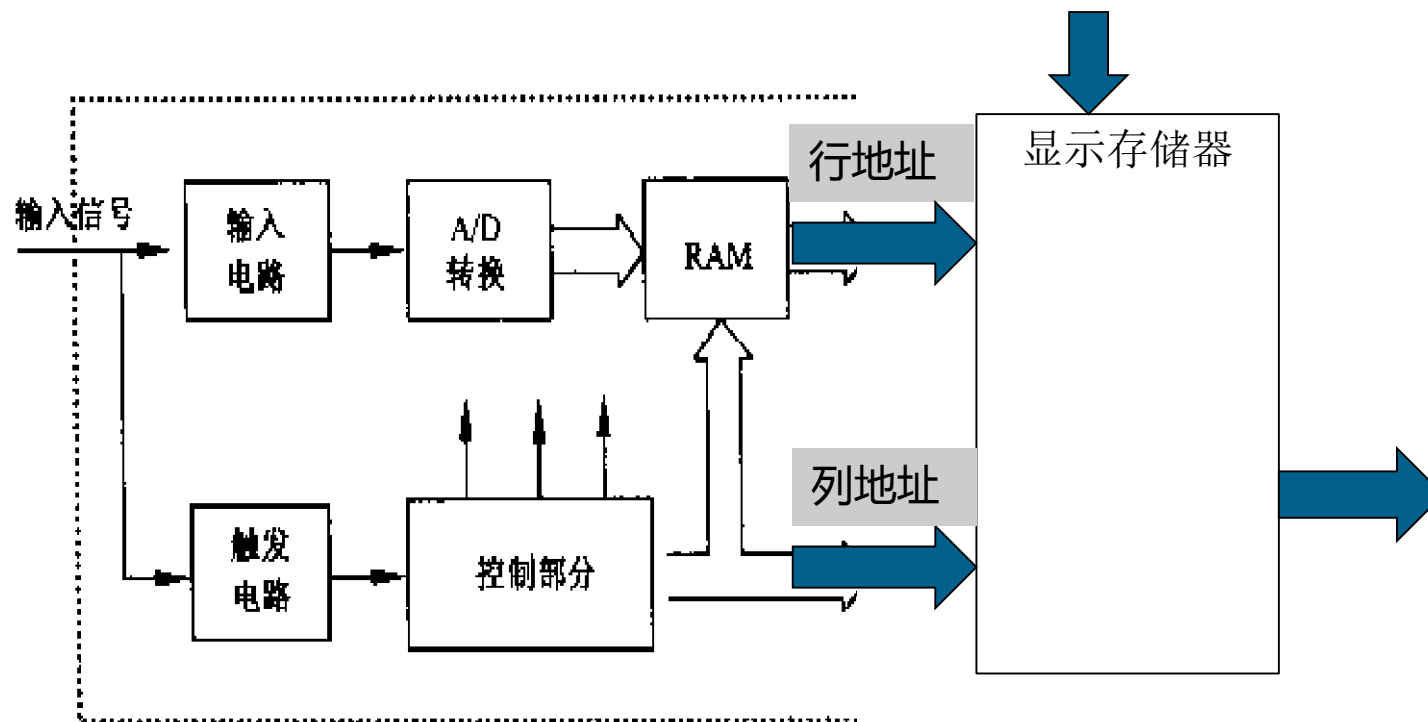 显示存储器
行地址
输入信号
输入
电路
A/D
转换
RAM
列地址
触发
电路
控制部分